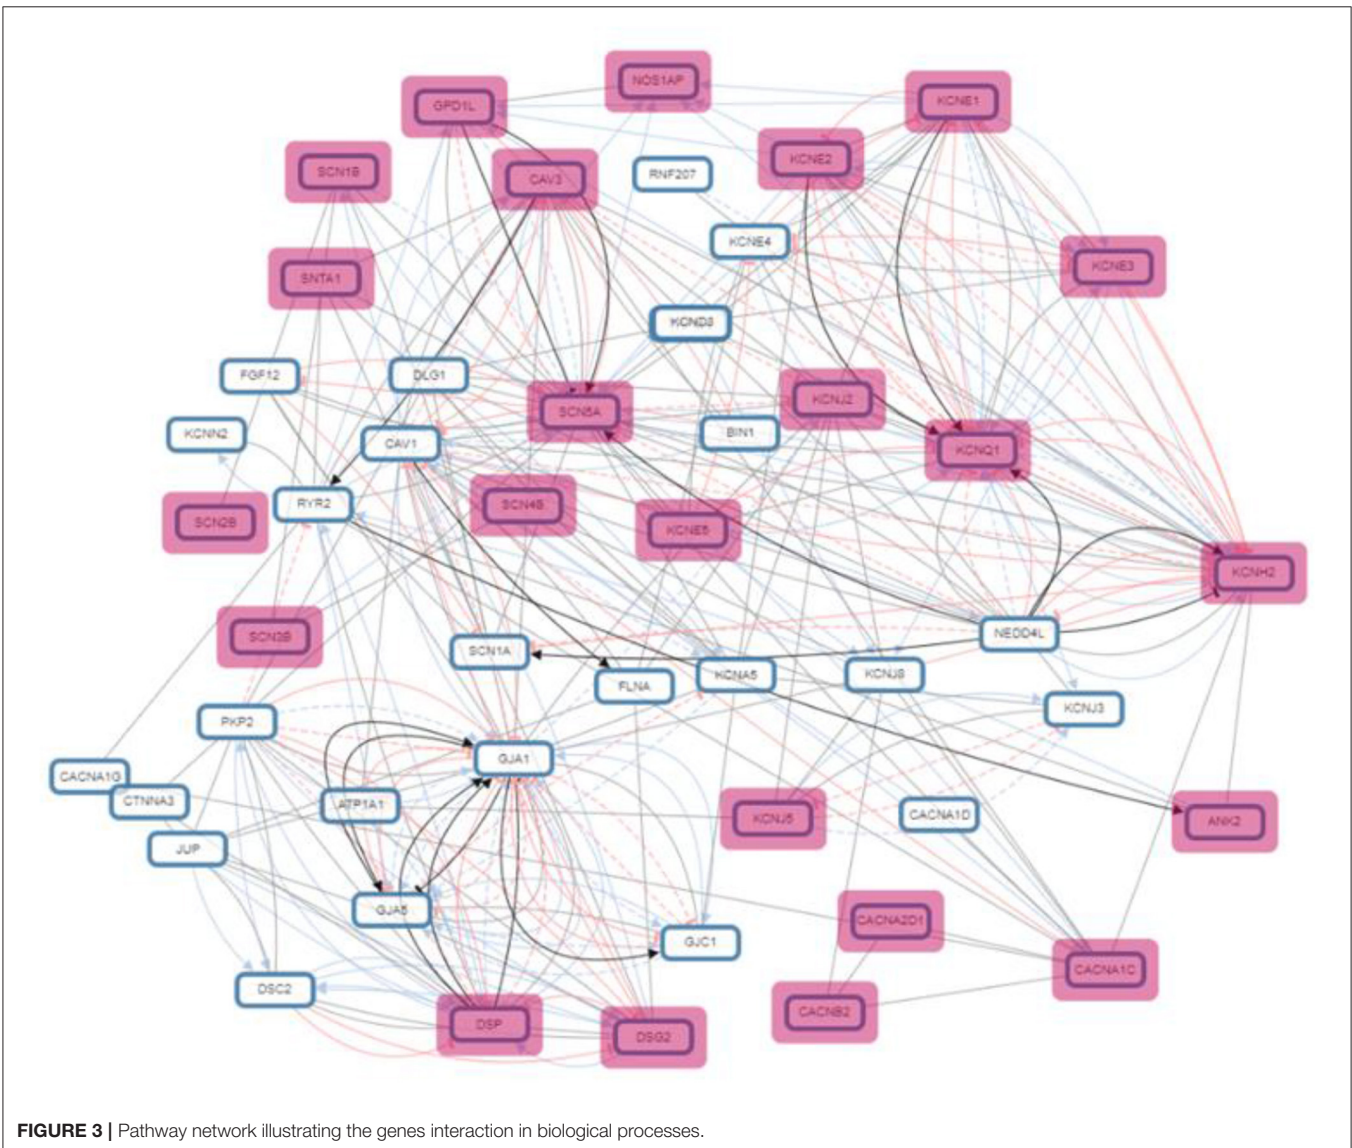 NOS1AP
GPD1L
KCNE1
KCNE2
SCN1B
CAV3
RNF207
KCNE4
KCNE3
SNTA1
KCND3
FGF12
DLG1
KCNJ2
SCN5A
KCNN2
CAV1
BIN1
KCNQ1
RYR2
SCN4B
SCN2B
KCNE5
KCNH2
SCN3B
NEDD4L
SCN1A
FLNA
KCNA5
KCNJ8
KCNJ3
PKP2
GJA1
CACNA1G
CTNNA3
ATP1A1
KCNJ5
CACNA1D
ANK2
JUP
GJA5
CACNA2D1
GJC1
CACNA1C
DSC2
CACNB2
DSP
DSG2
FIGURE 3 | Pathway network illustrating the genes interaction in biological processes.